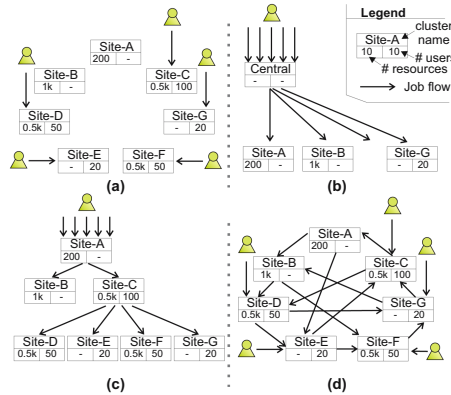 Site-A
200 -
Site-B
1k -
Site-C
0.5k 100
Site-D
0.5k 50
Site-G
- 20
Site-E
- 20
Site-F
0.5k 50
(a)
Central
- -
Site-A
200 -
Site-B
1k -
Site-G
- 20
(b)
Legend
Site-A
10 10
cluster
name
# users
# resources
Job flow
Site-A
200 -
Site-B
1k -
Site-C
0.5k 100
Site-D
0.5k 50
Site-E
- 20
Site-F
0.5k 50
Site-G
- 20
(c)
Site-A
200 -
Site-B
1k -
Site-C
0.5k 100
Site-D
0.5k 50
Site-G
- 20
Site-E
- 20
Site-F
0.5k 50
(d)